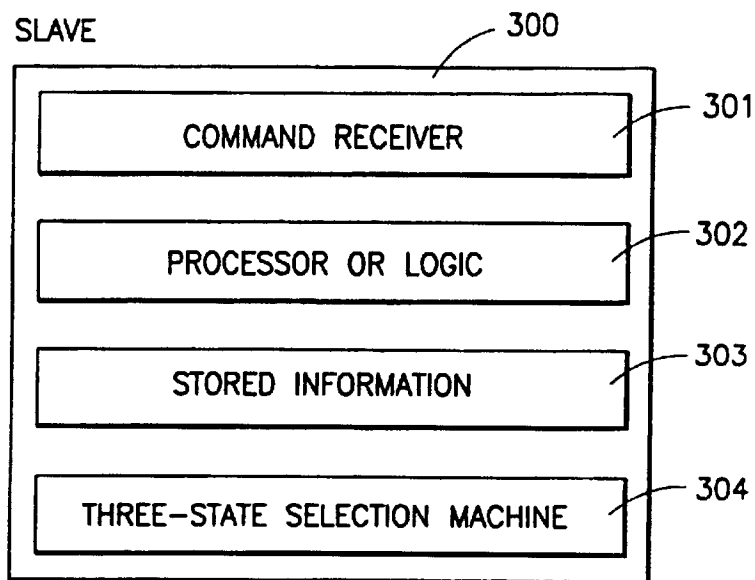 SLAVE
300
COMMAND RECEIVER
301
PROCESSOR OR LOGIC
302
STORED INFORMATION
303
THREE-STATE SELECTION MACHINE
304